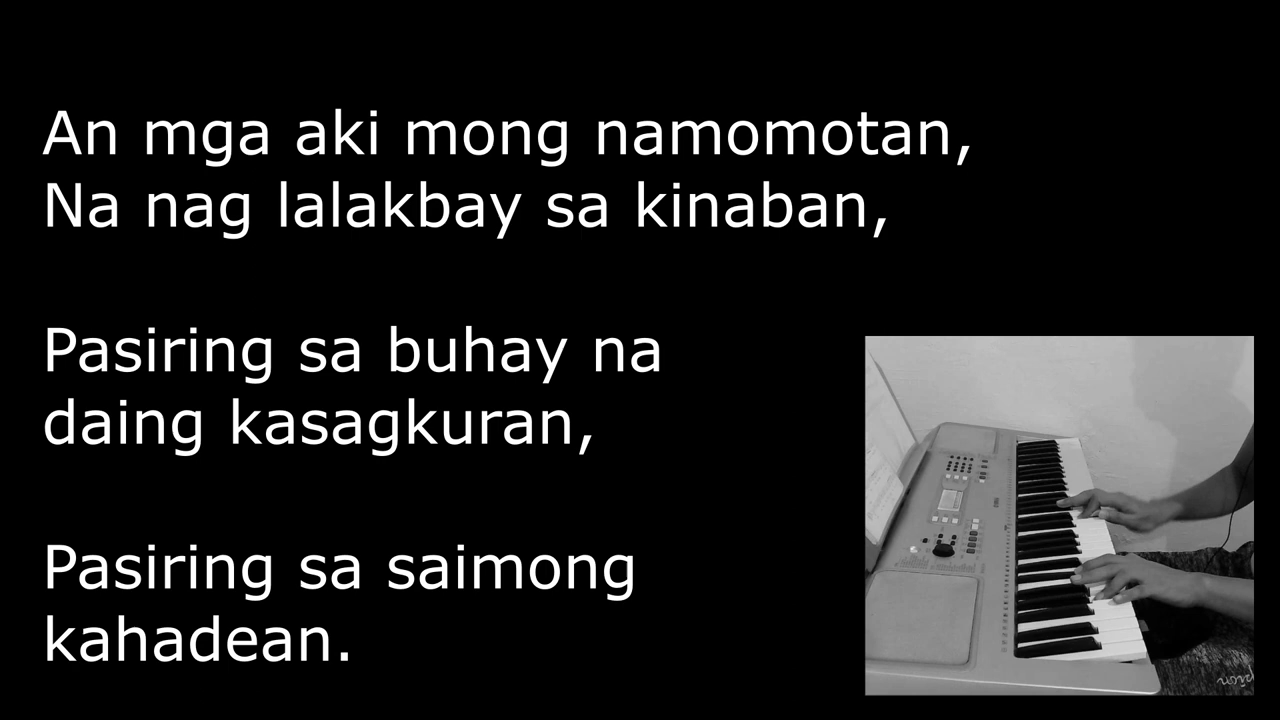 An mga aki mong namomotan,
Na nag lalakbay sa kinaban,
Pasiring sa buhay na
daing kasagkuran,
Pasiring sa saimong
kahadean.